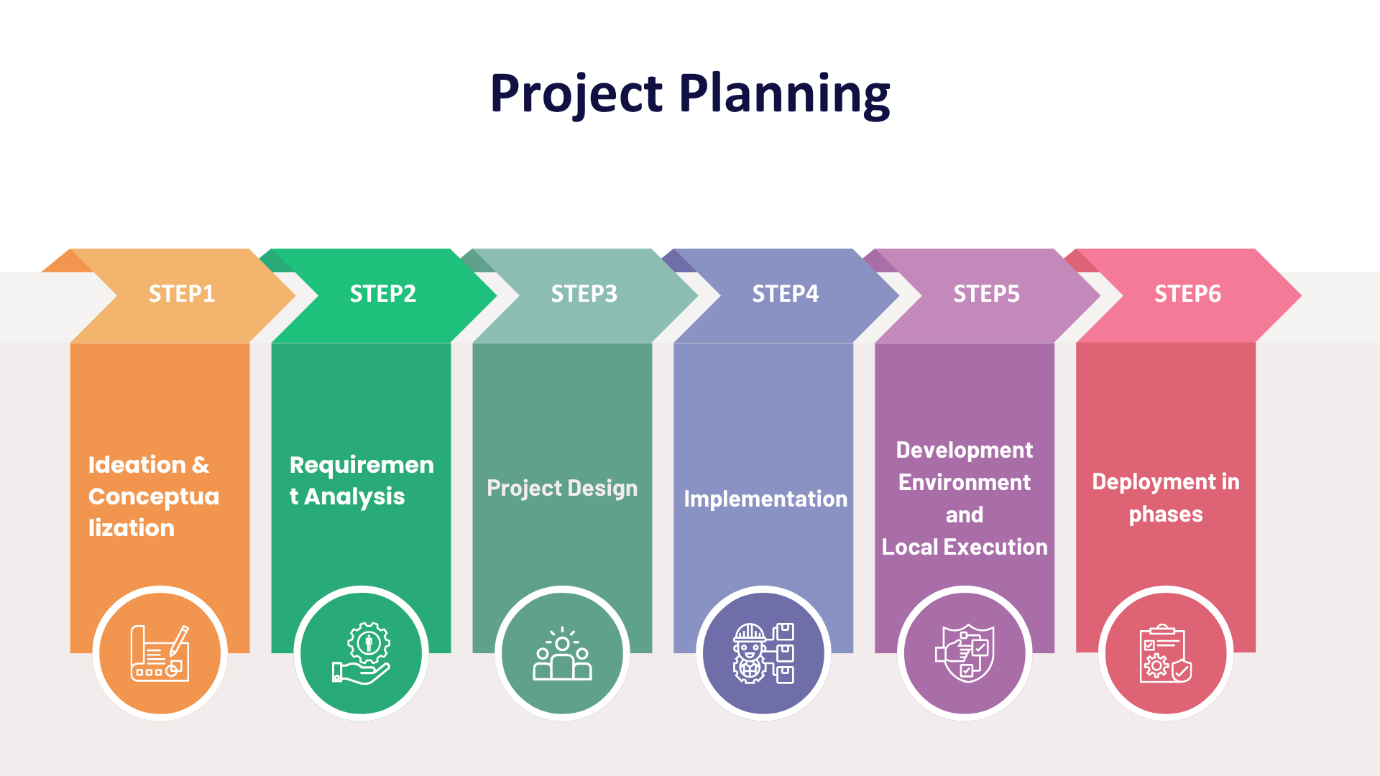 Project Planning
STEP1
STEP2
STEP3
STEP4
STEP5
STEP6
Ideation &
Conceptua
lization
Requiremen
t Analysis
Project Design
Implementation
Development
Environment
and
Local Execution
Deployment in
phases